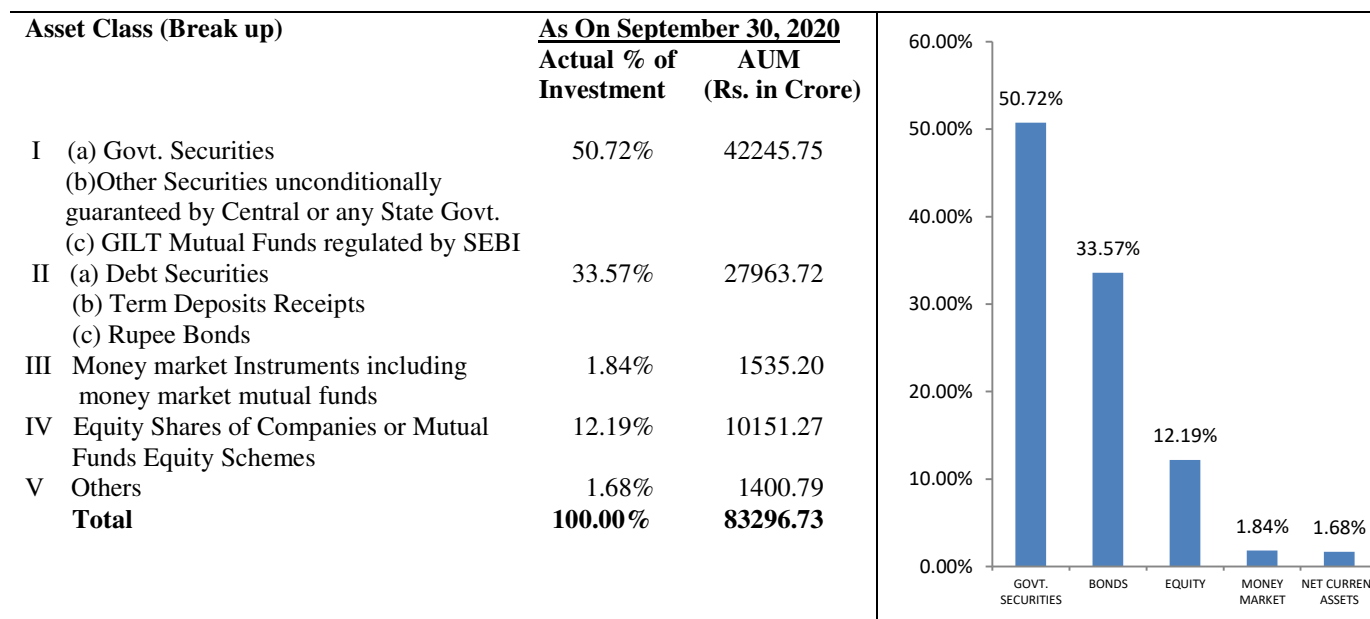 Asset Class (Break up) As On September 30, 2020
Actual % of AUM
Investment (Rs. in Crore)
I (a) Govt. Securities 50.72% 42245.75
(b)Other Securities unconditionally
guaranteed by Central or any State Govt.
(c) GILT Mutual Funds regulated by SEBI
II (a) Debt Securities 33.57% 27963.72
(b) Term Deposits Receipts
(c) Rupee Bonds
III Money market Instruments including 1.84% 1535.20
money market mutual funds
IV Equity Shares of Companies or Mutual 12.19% 10151.27
Funds Equity Schemes
V Others 1.68% 1400.79
Total 100.00% 83296.73
60.00%
50.72%
50.00%
40.00%
33.57%
30.00%
20.00%
12.19%
10.00%
1.84% 1.68%
0.00%
GOVT. BONDS EQUITY MONEY NET CURREN
SECURITIES MARKET ASSETS